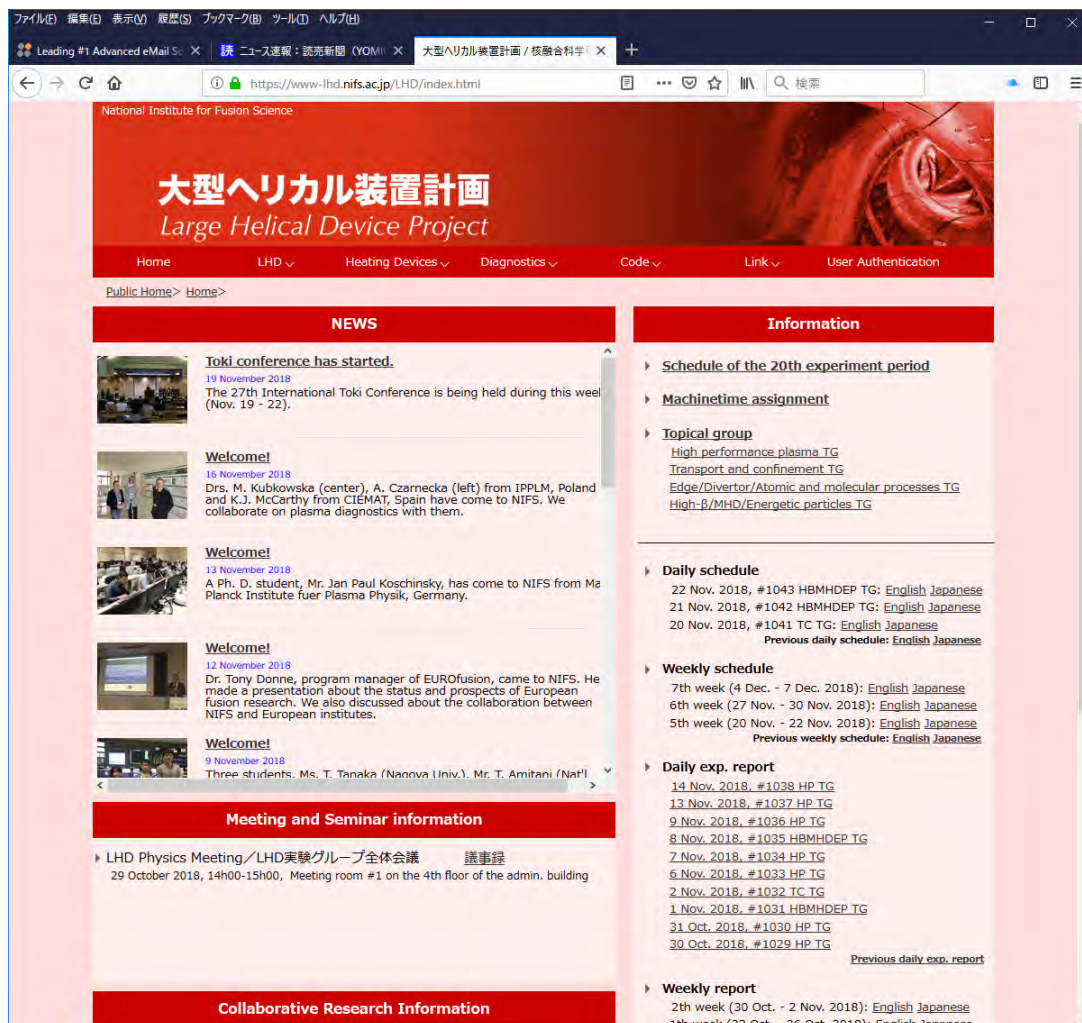 ファイル(F) 編集(E) 表示(V) 履歴(S) ブックマーク(B) ツール(T) ヘルプ(H)
Leading #1 Advanced eMail
読 ニュース速報：読売新聞（YOMI
大型ヘリカル装置計画 / 核融合科学
https://www-lhd.nifs.ac.jp/LHD/index.html
検索
National Institute for Fusion Science
大型ヘリカル装置計画
Large Helical Device Project
Home LHD Heating Devices Diagnostics Code Link User Authentication
Public Home> Home>
NEWS
Toki conference has started.
19 November 2018
The 27th International Toki Conference is being held during this week
(Nov. 19 - 22).
Welcome!
16 November 2018
Drs. M. Kubkowska (center), A. Czarnecka (left) from IPPLM, Poland
and K.J. McCarthy from CIEMAT, Spain have come to NIFS. We
collaborate on plasma diagnostics with them.
Welcome!
13 November 2018
A Ph. D. student, Mr. Jan Paul Koschinsky, has come to NIFS from Ma
Planck Institute fuer Plasma Physik, Germany.
Welcome!
12 November 2018
Dr. Tony Donne, program manager of EUROfusion, came to NIFS. He
made a presentation about the status and prospects of European
fusion research. We also discussed about the collaboration between
NIFS and European institutes.
Welcome!
9 November 2018
Three students, Ms. T. Tanaka (Nagoya Univ.), Mr. T. Amitani (Nat'l
Meeting and Seminar information
LHD Physics Meeting／LHD実験グループ全体会議 議事録
29 October 2018, 14h00-15h00, Meeting room #1 on the 4th floor of the admin. building
Collaborative Research Information
Information
Schedule of the 20th experiment period
Machinetime assignment
Topical group
High performance plasma TG
Transport and confinement TG
Edge/Divertor/Atomic and molecular processes TG
High-β/MHD/Energetic particles TG
Daily schedule
22 Nov. 2018, #1043 HBMHDEP TG: English Japanese
21 Nov. 2018, #1042 HBMHDEP TG: English Japanese
20 Nov. 2018, #1041 TC TG: English Japanese
Previous daily schedule: English Japanese
Weekly schedule
7th week (4 Dec. - 7 Dec. 2018): English Japanese
6th week (27 Nov. - 30 Nov. 2018): English Japanese
5th week (20 Nov. - 22 Nov. 2018): English Japanese
Previous weekly schedule: English Japanese
Daily exp. report
14 Nov. 2018, #1038 HP TG
13 Nov. 2018, #1037 HP TG
9 Nov. 2018, #1036 HP TG
8 Nov. 2018, #1035 HBMHDEP TG
7 Nov. 2018, #1034 HP TG
6 Nov. 2018, #1033 HP TG
2 Nov. 2018, #1032 TC TG
1 Nov. 2018, #1031 HBMHDEP TG
31 Oct. 2018, #1030 HP TG
30 Oct. 2018, #1029 HP TG
Previous daily exp. report
Weekly report
2th week (30 Oct. - 2 Nov. 2018): English Japanese